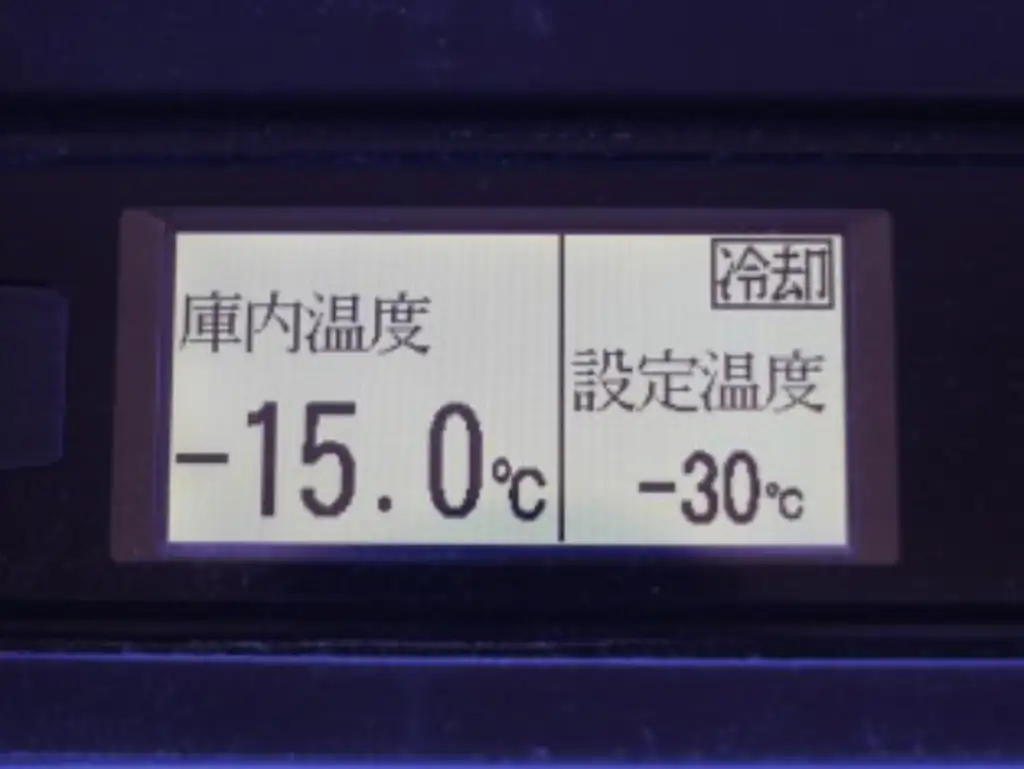 庫内温度
-15.0℃
冷却
設定温度
-30℃